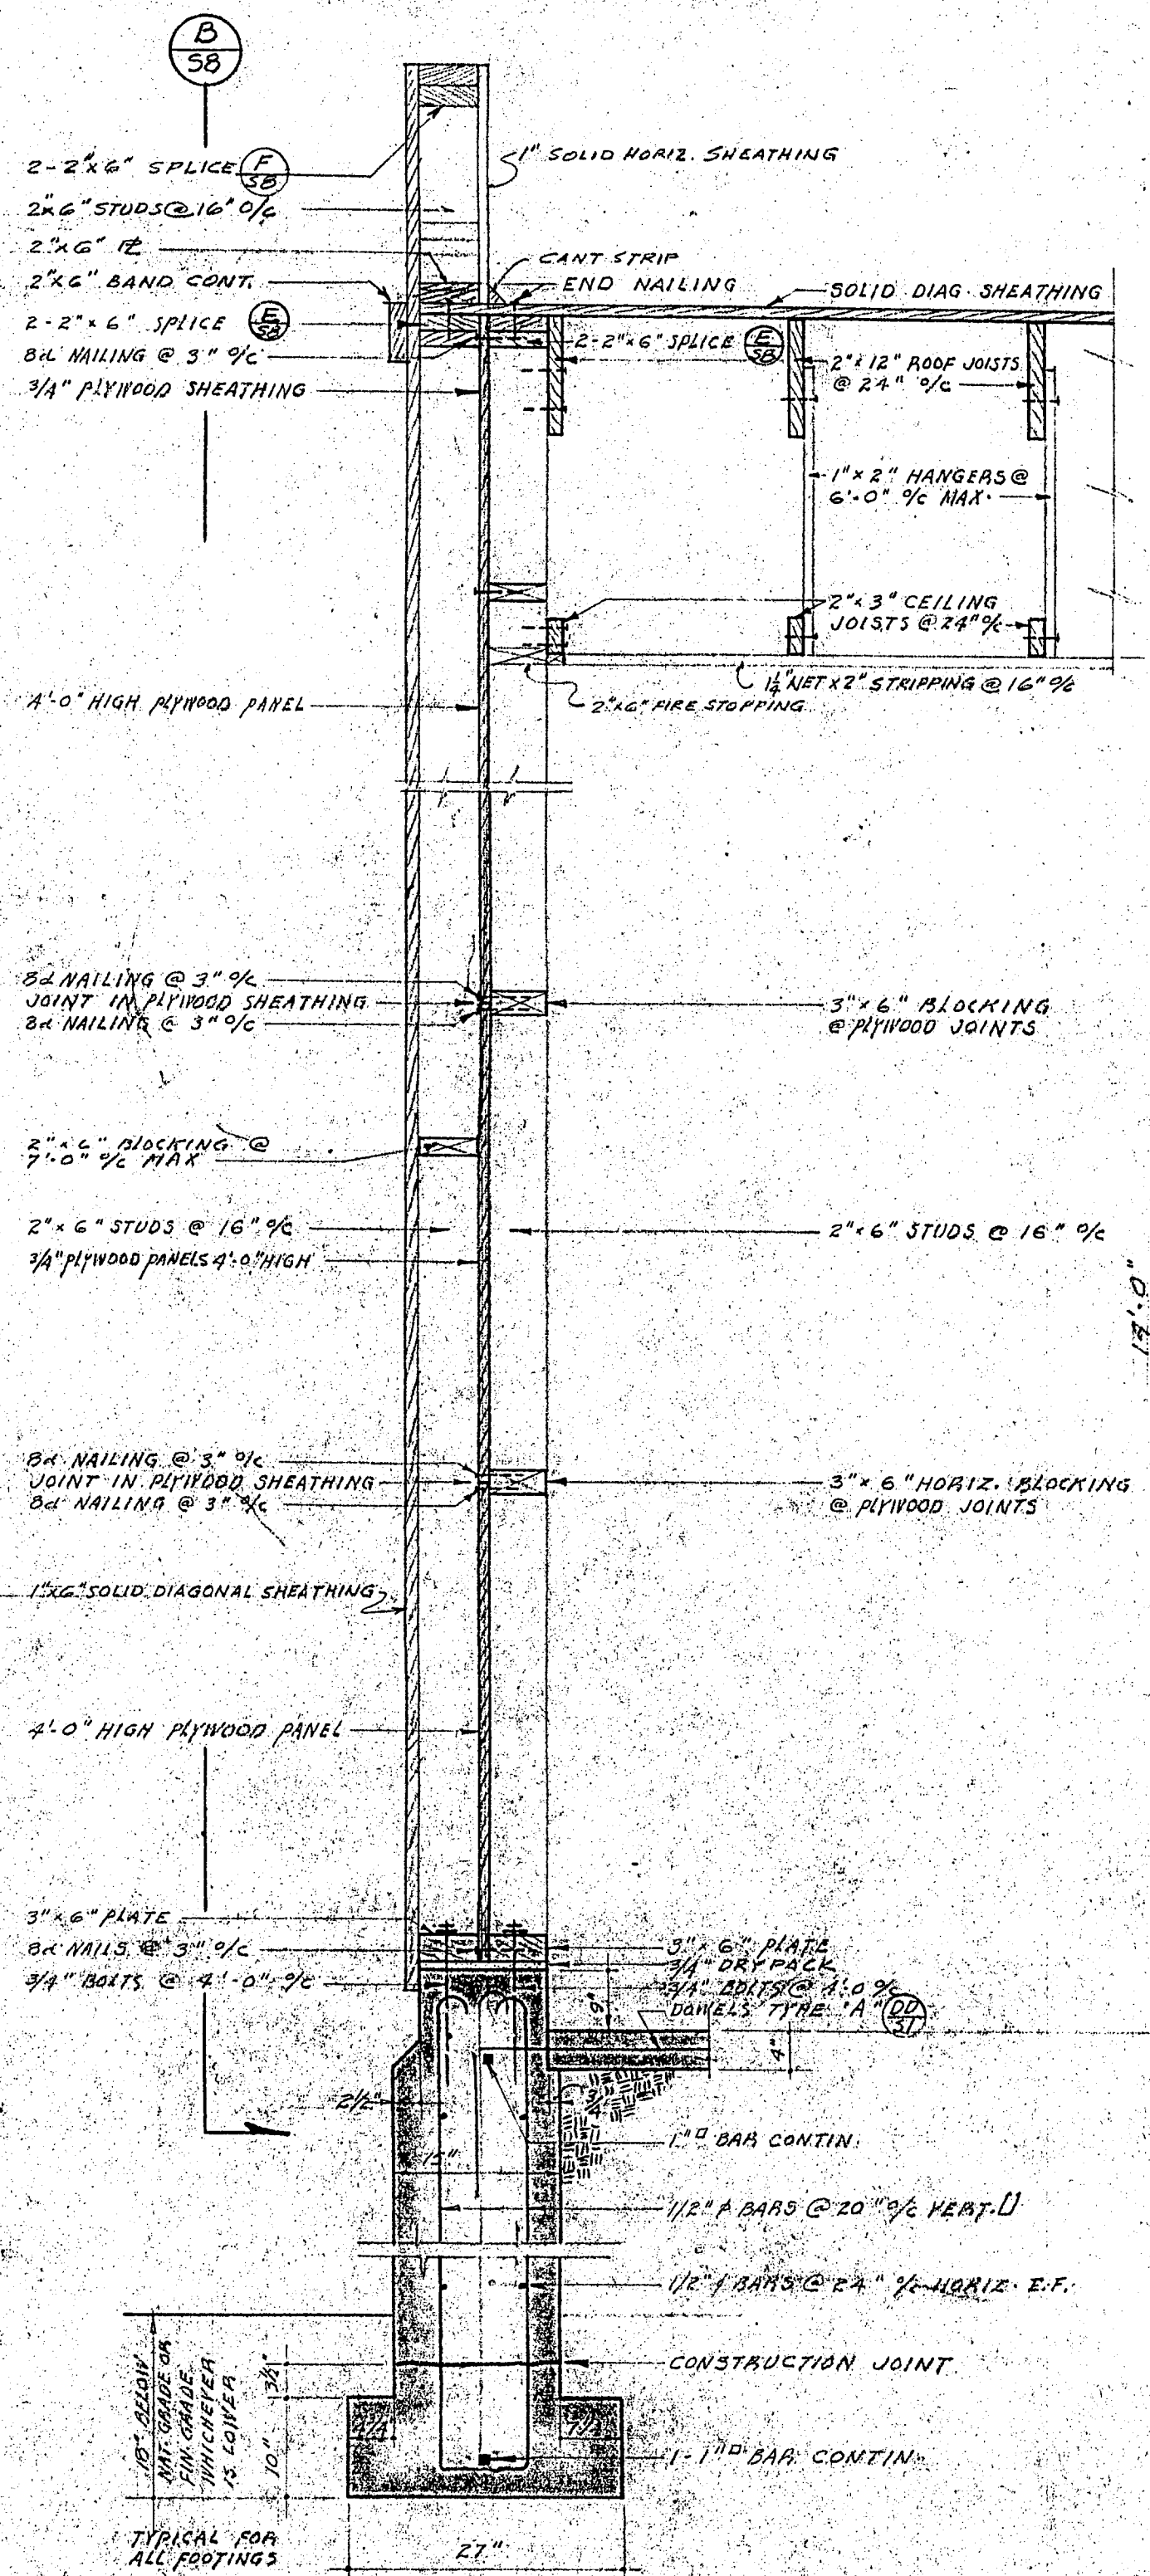 B
S8
2-2"x6" SPLICE F
S8
1" SOLID HORIZ. SHEATHING
2x6" STUDS @ 16" O/C
2"x6" PL
2"x6" BAND CONT.
CANT STRIP
END NAILING
SOLID DIAG. SHEATHING
2-2"x6" SPLICE E
S8
8d NAILING @ 3" O/C
2-2"x6" SPLICE E
S8
3/4" PLYWOOD SHEATHING
2"x12" ROOF JOISTS
@ 24" O/C
1"x2" HANGERS @
6'-0" O/C MAX.
2"x3" CEILING
JOISTS @ 24" O/C
1¼" NET x 2" STRIPPING @ 16" O/C
2"x6" FIRE STOPPING
4'-0" HIGH PLYWOOD PANEL
8d NAILING @ 3" O/C
JOINT IN PLYWOOD SHEATHING
8d NAILING @ 3" O/C
3"x6" BLOCKING
@ PLYWOOD JOINTS
2"x6" BLOCKING @
7'-0" O/C MAX
2"x6" STUDS @ 16" O/C
2"x6" STUDS @ 16" O/C
3/4" PLYWOOD PANELS 4'-0" HIGH
8d NAILING @ 3" O/C
JOINT IN PLYWOOD SHEATHING
8d NAILING @ 3" O/C
3"x6" HORIZ. BLOCKING
@ PLYWOOD JOINTS
1"x6" SOLID DIAGONAL SHEATHING
4'-0" HIGH PLYWOOD PANEL
3"x6" PLATE
8d NAILS @ 3" O/C
3/4" BOLTS @ 4'-0" O/C
3"x6" PLATE
3/4" DRYPACK
3/4" BOLTS @ 4'-0 O/C
DOWELS TYPE "A" DD
S1
9"
4"
2½"
15"
1"□ BAR CONTIN.
1/2"ϕ BARS @ 20" O/C VERT.
1/2"ϕ BARS @ 24" O/C HORIZ. E.F.
CONSTRUCTION JOINT
18" BELOW
NAT. GRADE OR
FIN. GRADE
WHICHEVER
IS LOWER
3½"
10"
1-1"□ BAR CONTIN.
TYPICAL FOR
ALL FOOTINGS
27"